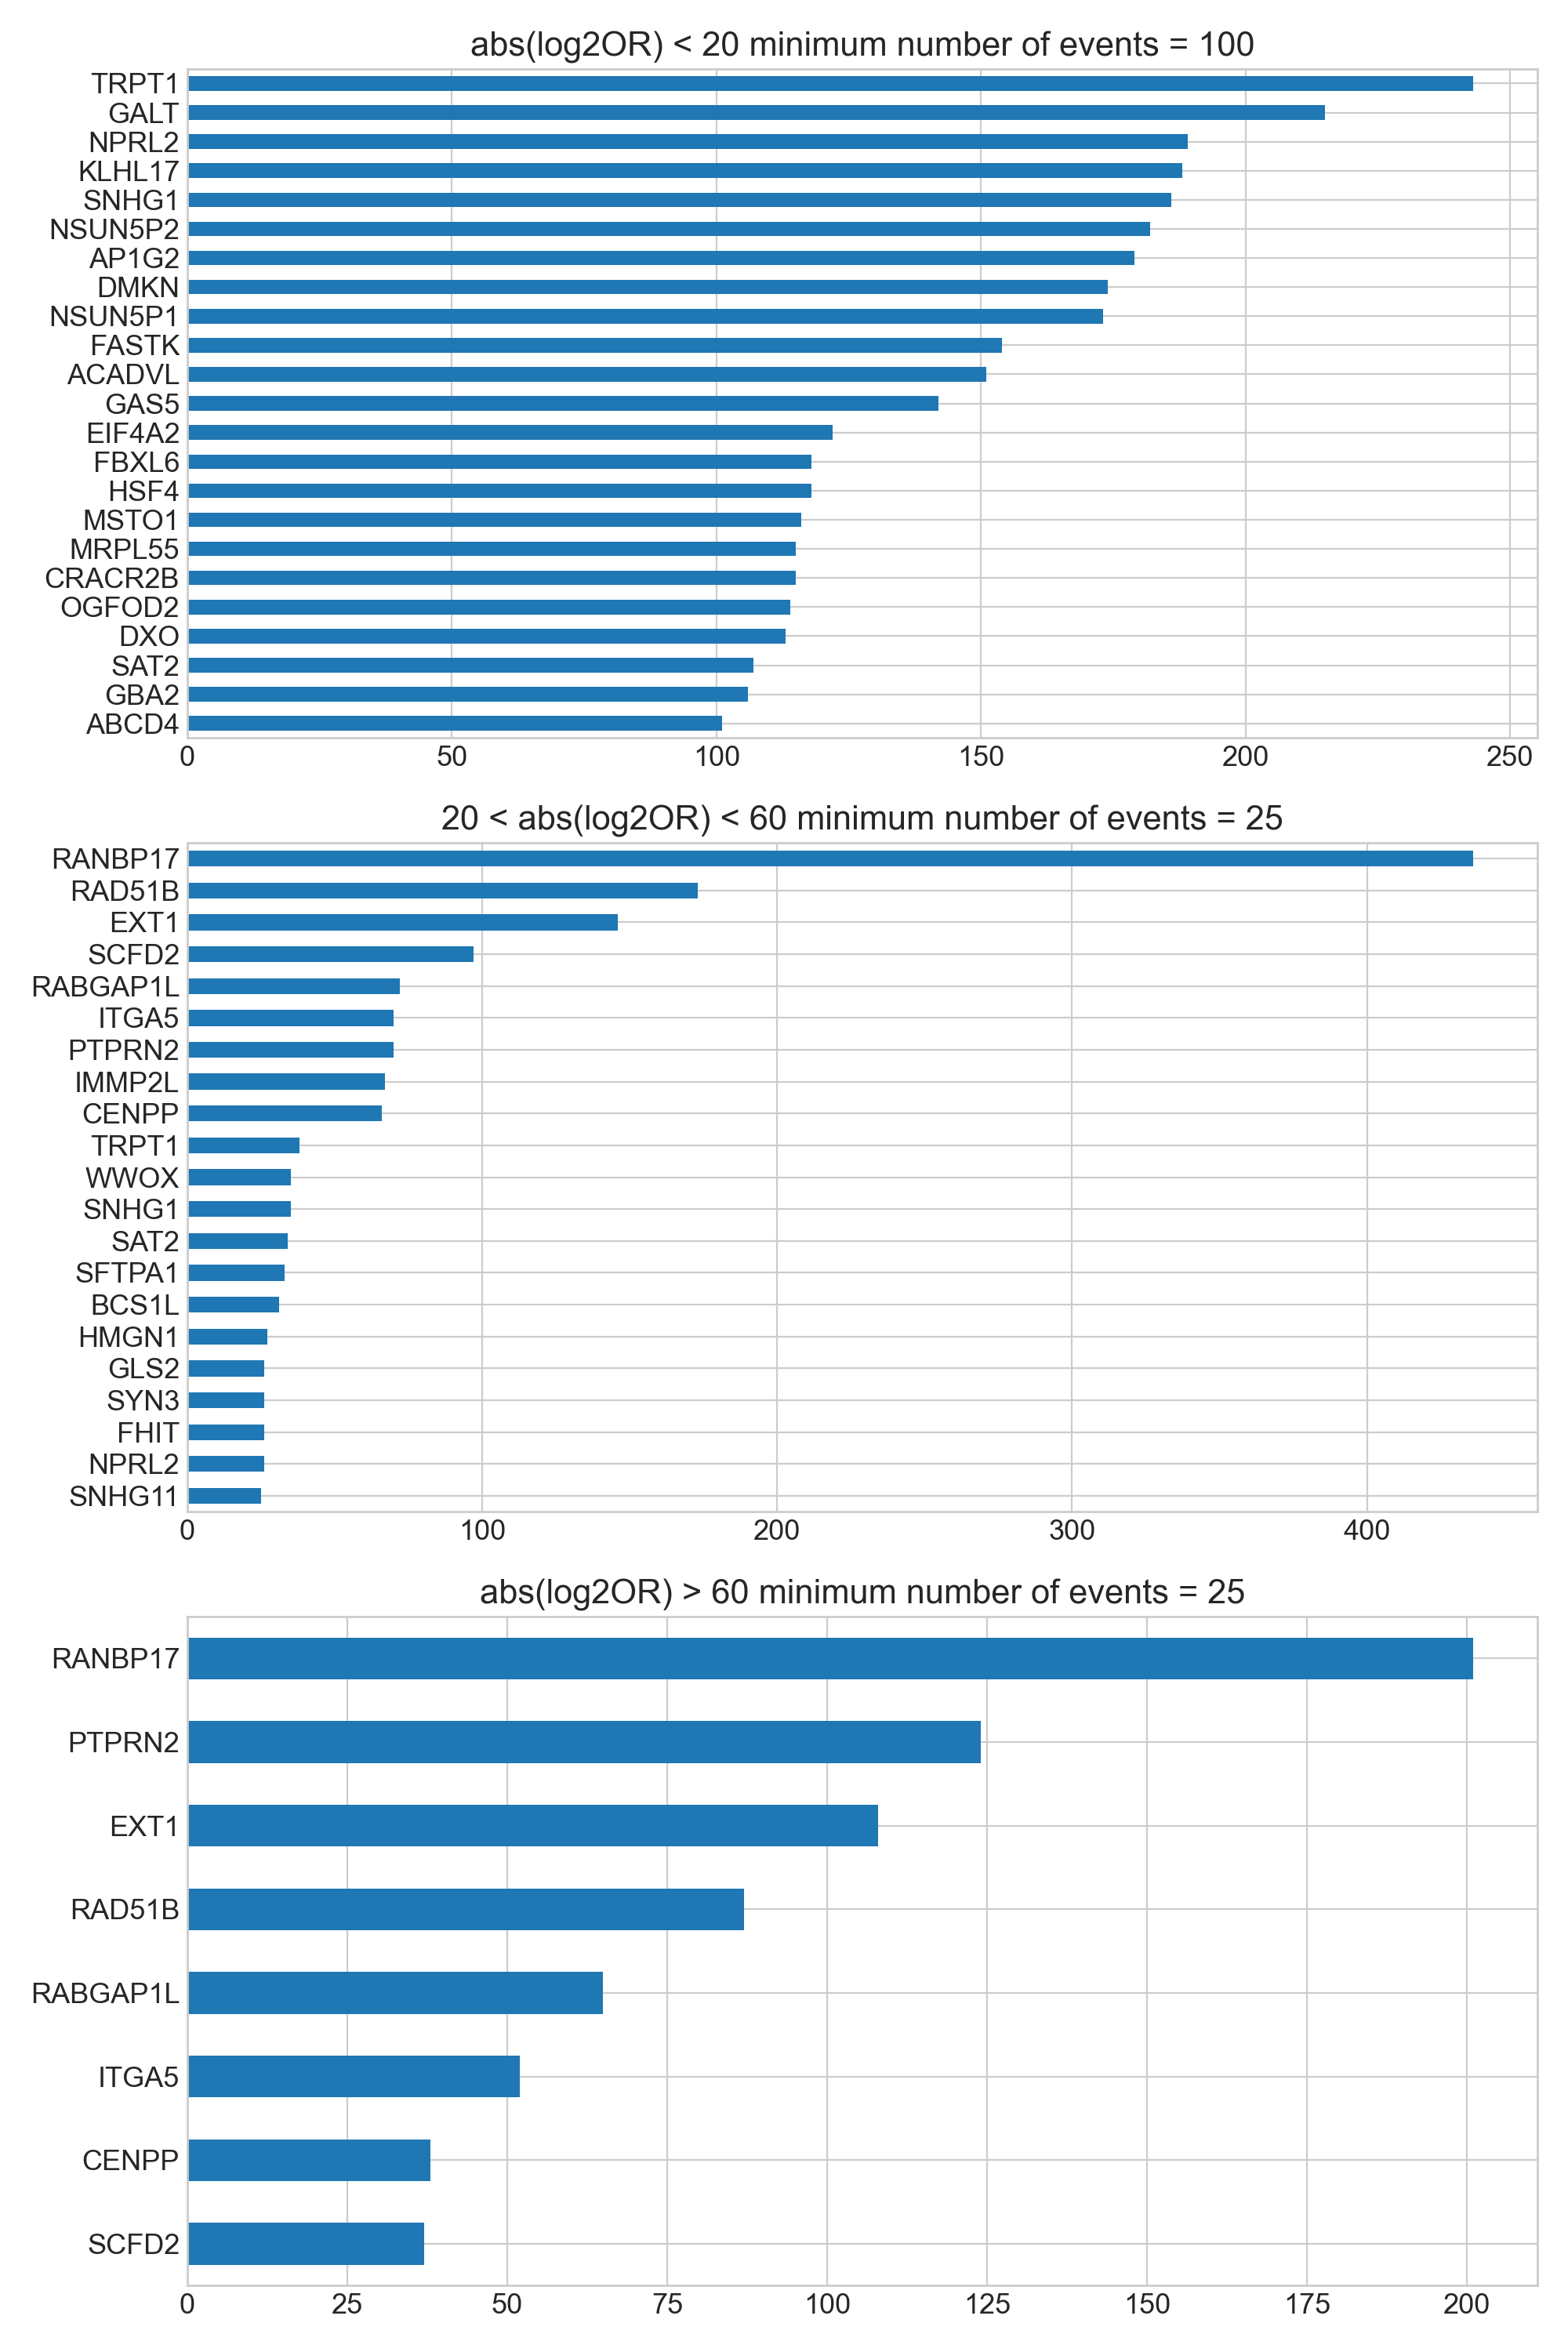 abs(log2OR) < 20 minimum number of events = 100
TRPT1
GALT
NPRL2
KLHL17
SNHG1
NSUN5P2
AP1G2
DMKN
NSUN5P1
FASTK
ACADVL
GAS5
EIF4A2
FBXL6
HSF4
MSTO1
MRPL55
CRACR2B
OGFOD2
DXO
SAT2
GBA2
ABCD4
0 50 100 150 200 250
20 < abs(log2OR) < 60 minimum number of events = 25
RANBP17
RAD51B
EXT1
SCFD2
RABGAP1L
ITGA5
PTPRN2
IMMP2L
CENPP
TRPT1
WWOX
SNHG1
SAT2
SFTPA1
BCS1L
HMGN1
GLS2
SYN3
FHIT
NPRL2
SNHG11
0 100 200 300 400
abs(log2OR) > 60 minimum number of events = 25
RANBP17
PTPRN2
EXT1
RAD51B
RABGAP1L
ITGA5
CENPP
SCFD2
0 25 50 75 100 125 150 175 200